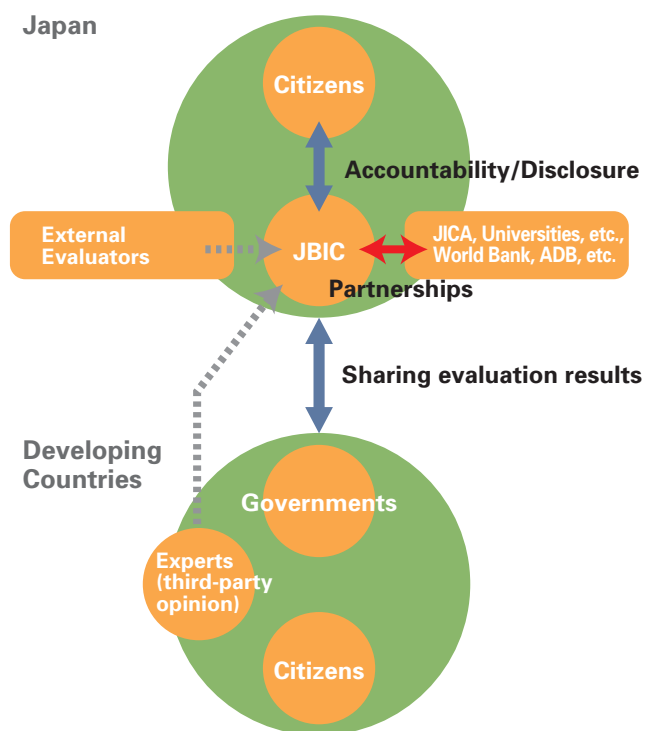 Japan
Citizens
Accountability/Disclosure
External
Evaluators
JBIC
JICA, Universities, etc.,
World Bank, ADB, etc.
Partnerships
Sharing evaluation results
Developing
Countries
Governments
Experts
(third-party
opinion)
Citizens